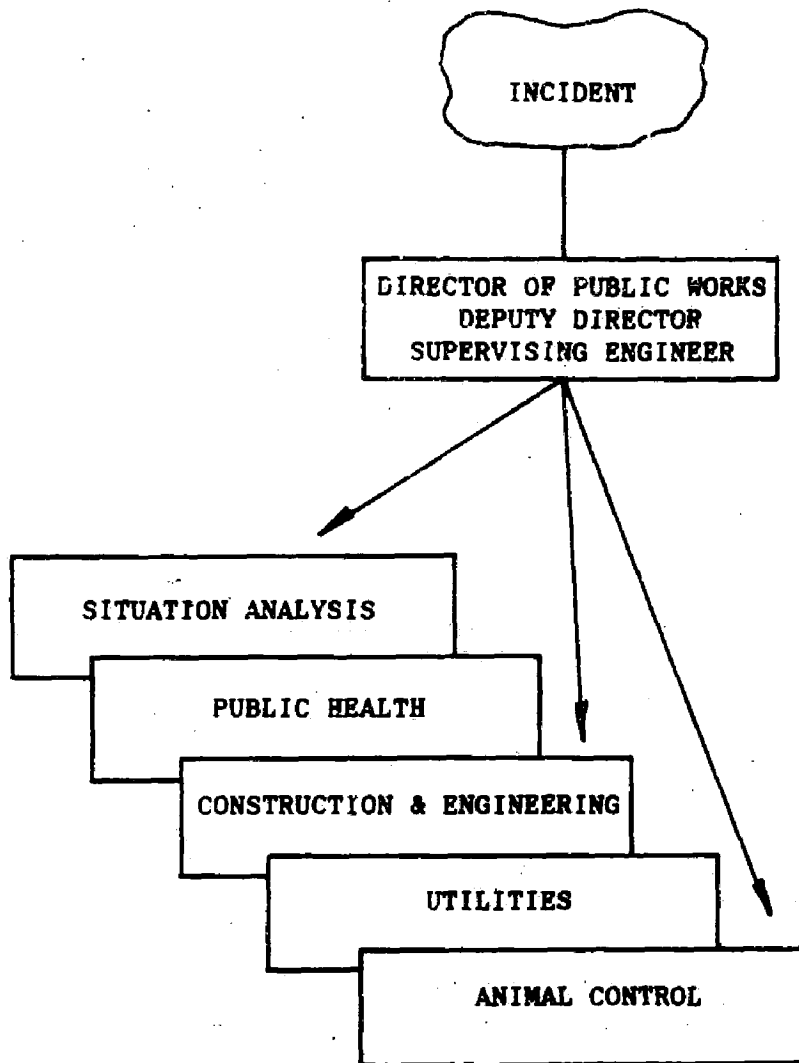 INCIDENT
DIRECTOR OF PUBLIC WORKS
DEPUTY DIRECTOR
SUPERVISING ENGINEER
SITUATION ANALYSIS
PUBLIC HEALTH
CONSTRUCTION & ENGINEERING
UTILITIES
ANIMAL CONTROL